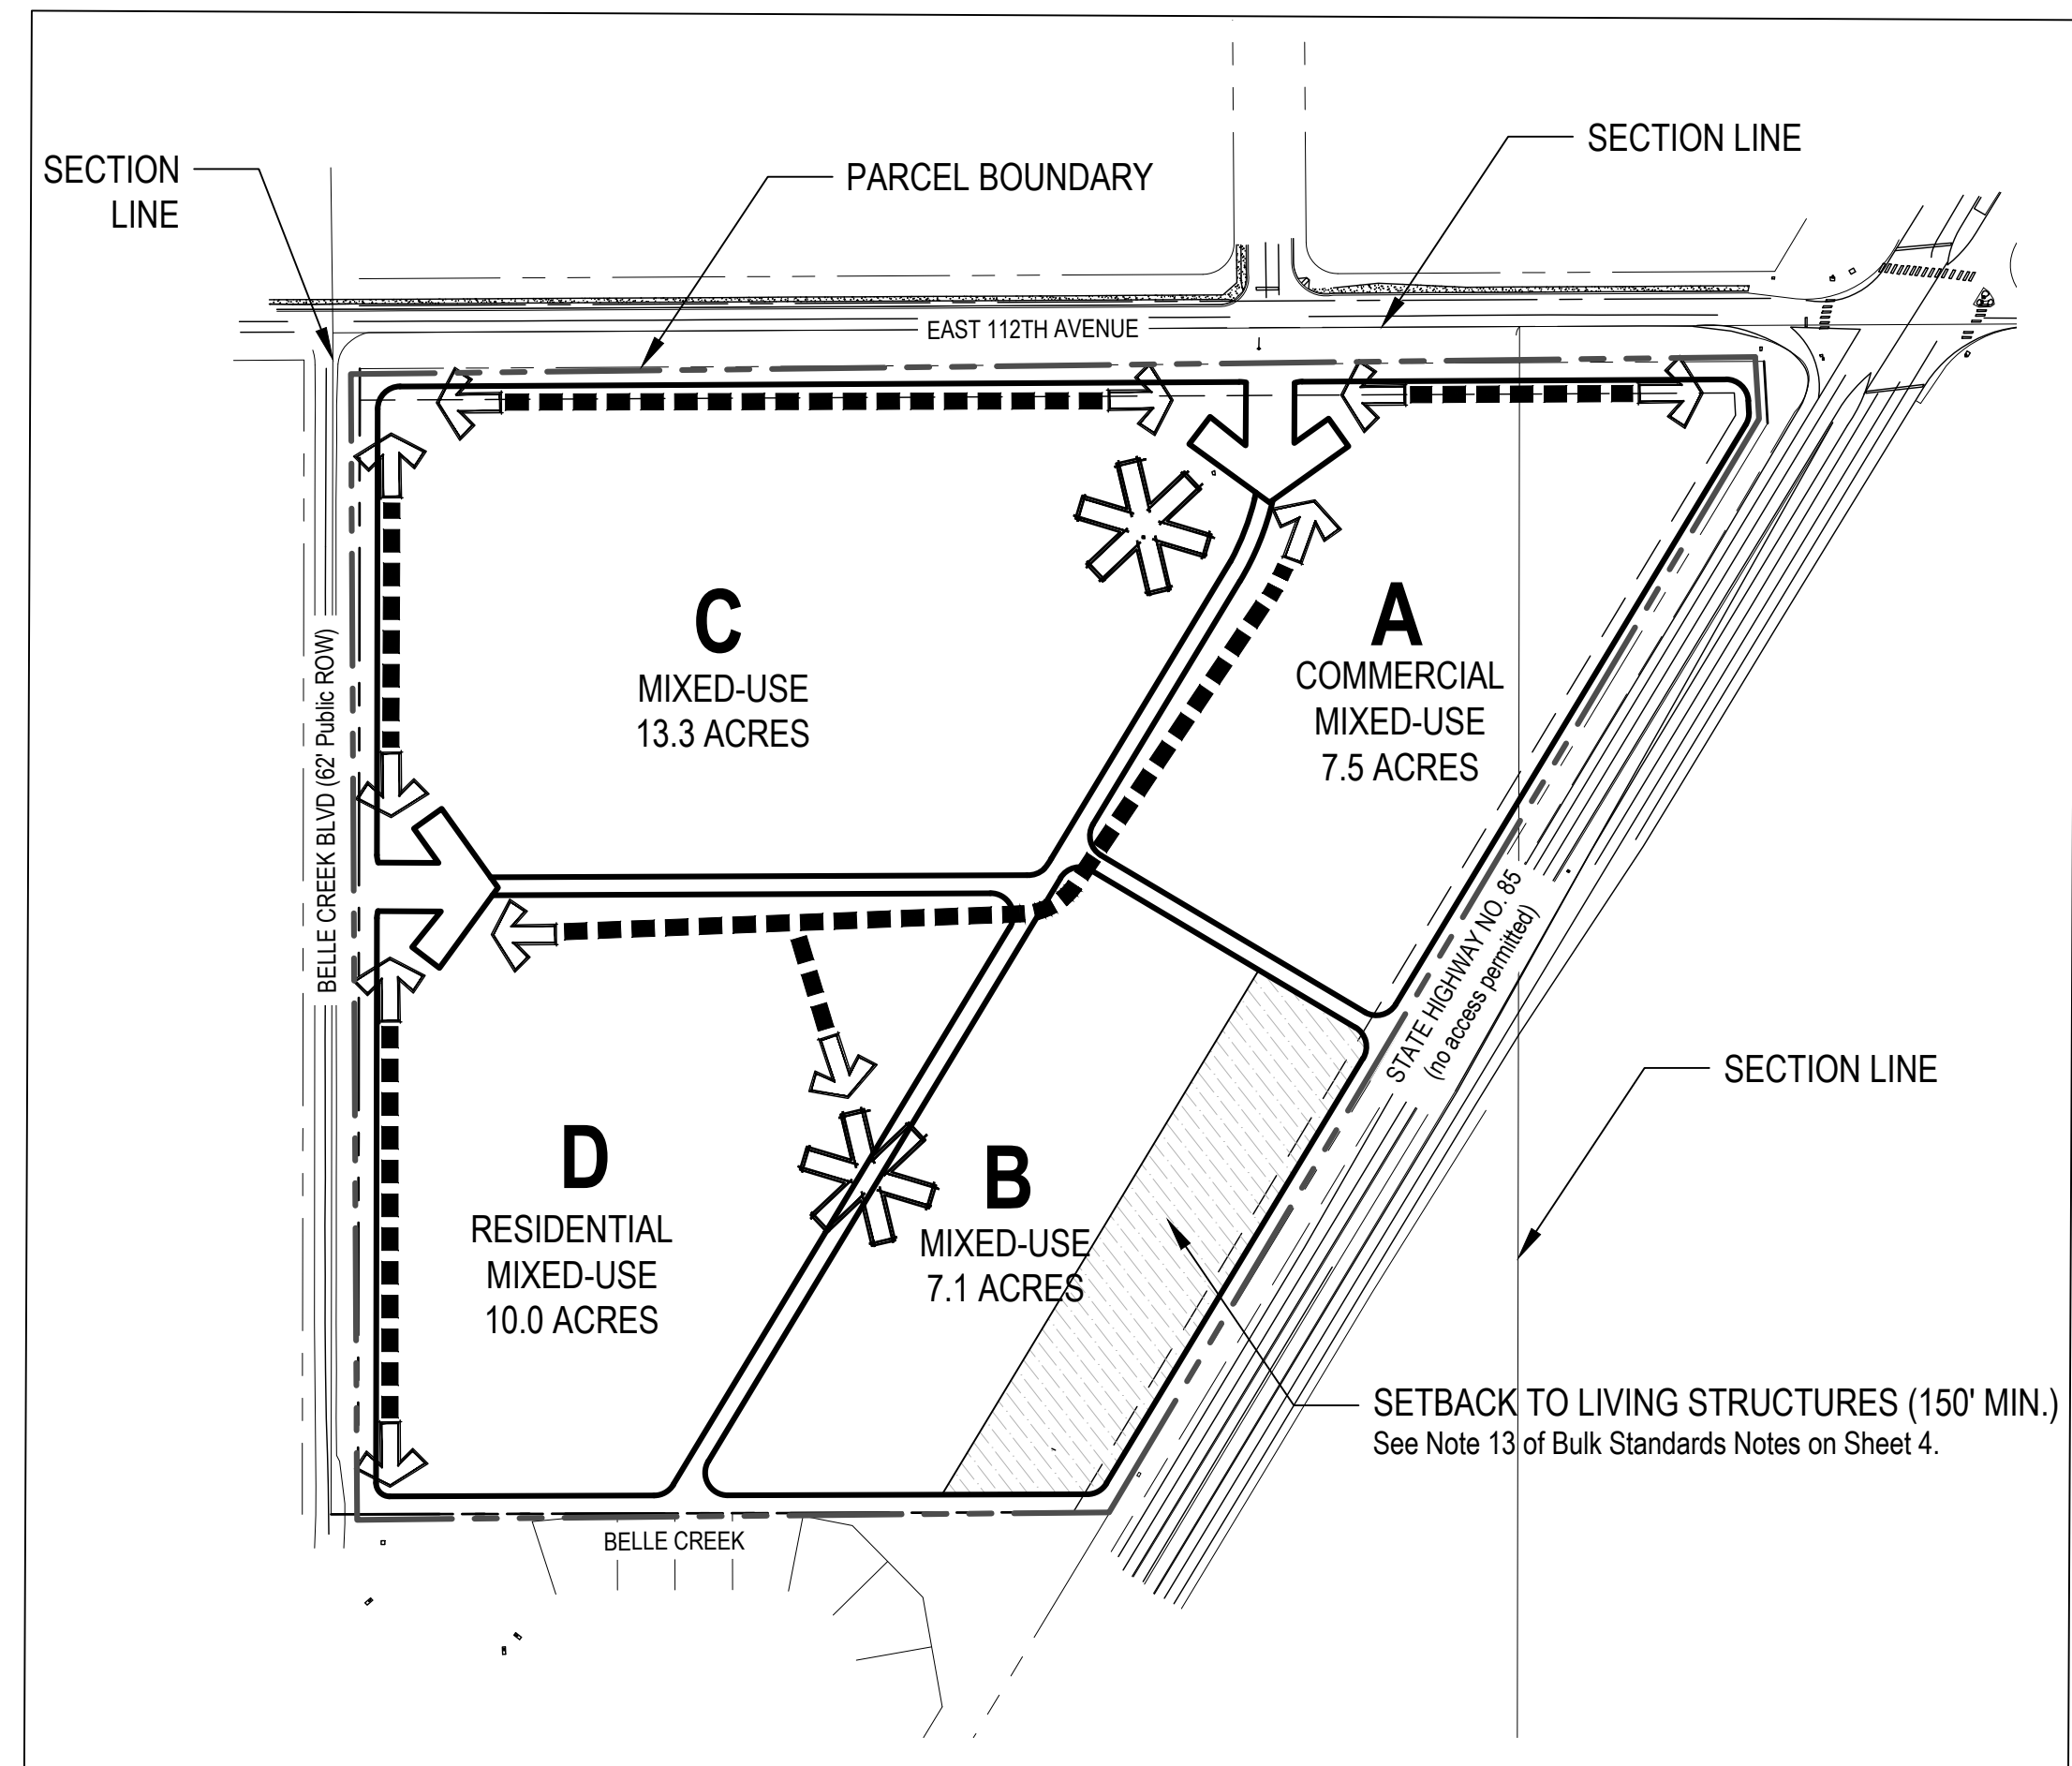 SECTION LINE
SECTION
LINE
PARCEL BOUNDARY
EAST 112TH AVENUE
C
MIXED-USE
13.3 ACRES
A
COMMERCIAL
MIXED-USE
7.5 ACRES
BELLE CREEK BLVD (62' Public ROW)
STATE HIGHWAY NO. 85
(no access permitted)
SECTION LINE
D
RESIDENTIAL
MIXED-USE
10.0 ACRES
B
MIXED-USE
7.1 ACRES
SETBACK TO LIVING STRUCTURES (150' MIN.)
See Note 13 of Bulk Standards Notes on Sheet 4.
BELLE CREEK